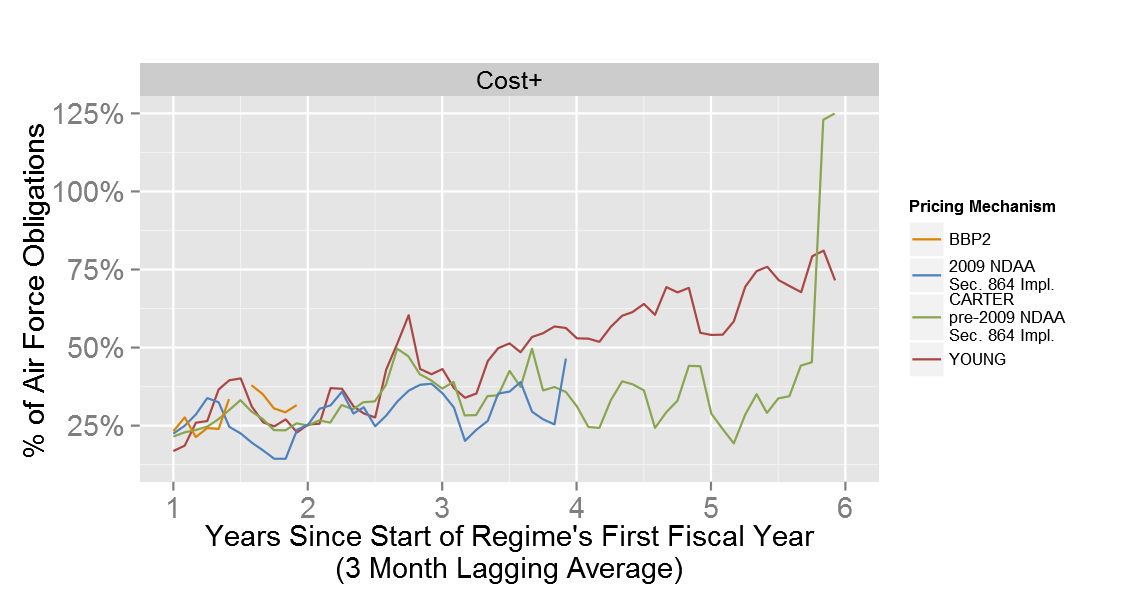 Cost+
% of Air Force Obligations
125%
100%
75%
50%
25%
1 2 3 4 5 6
Years Since Start of Regime's First Fiscal Year
(3 Month Lagging Average)
Pricing Mechanism
BBP2
2009 NDAA
Sec. 864 Impl.
CARTER
pre-2009 NDAA
Sec. 864 Impl.
YOUNG